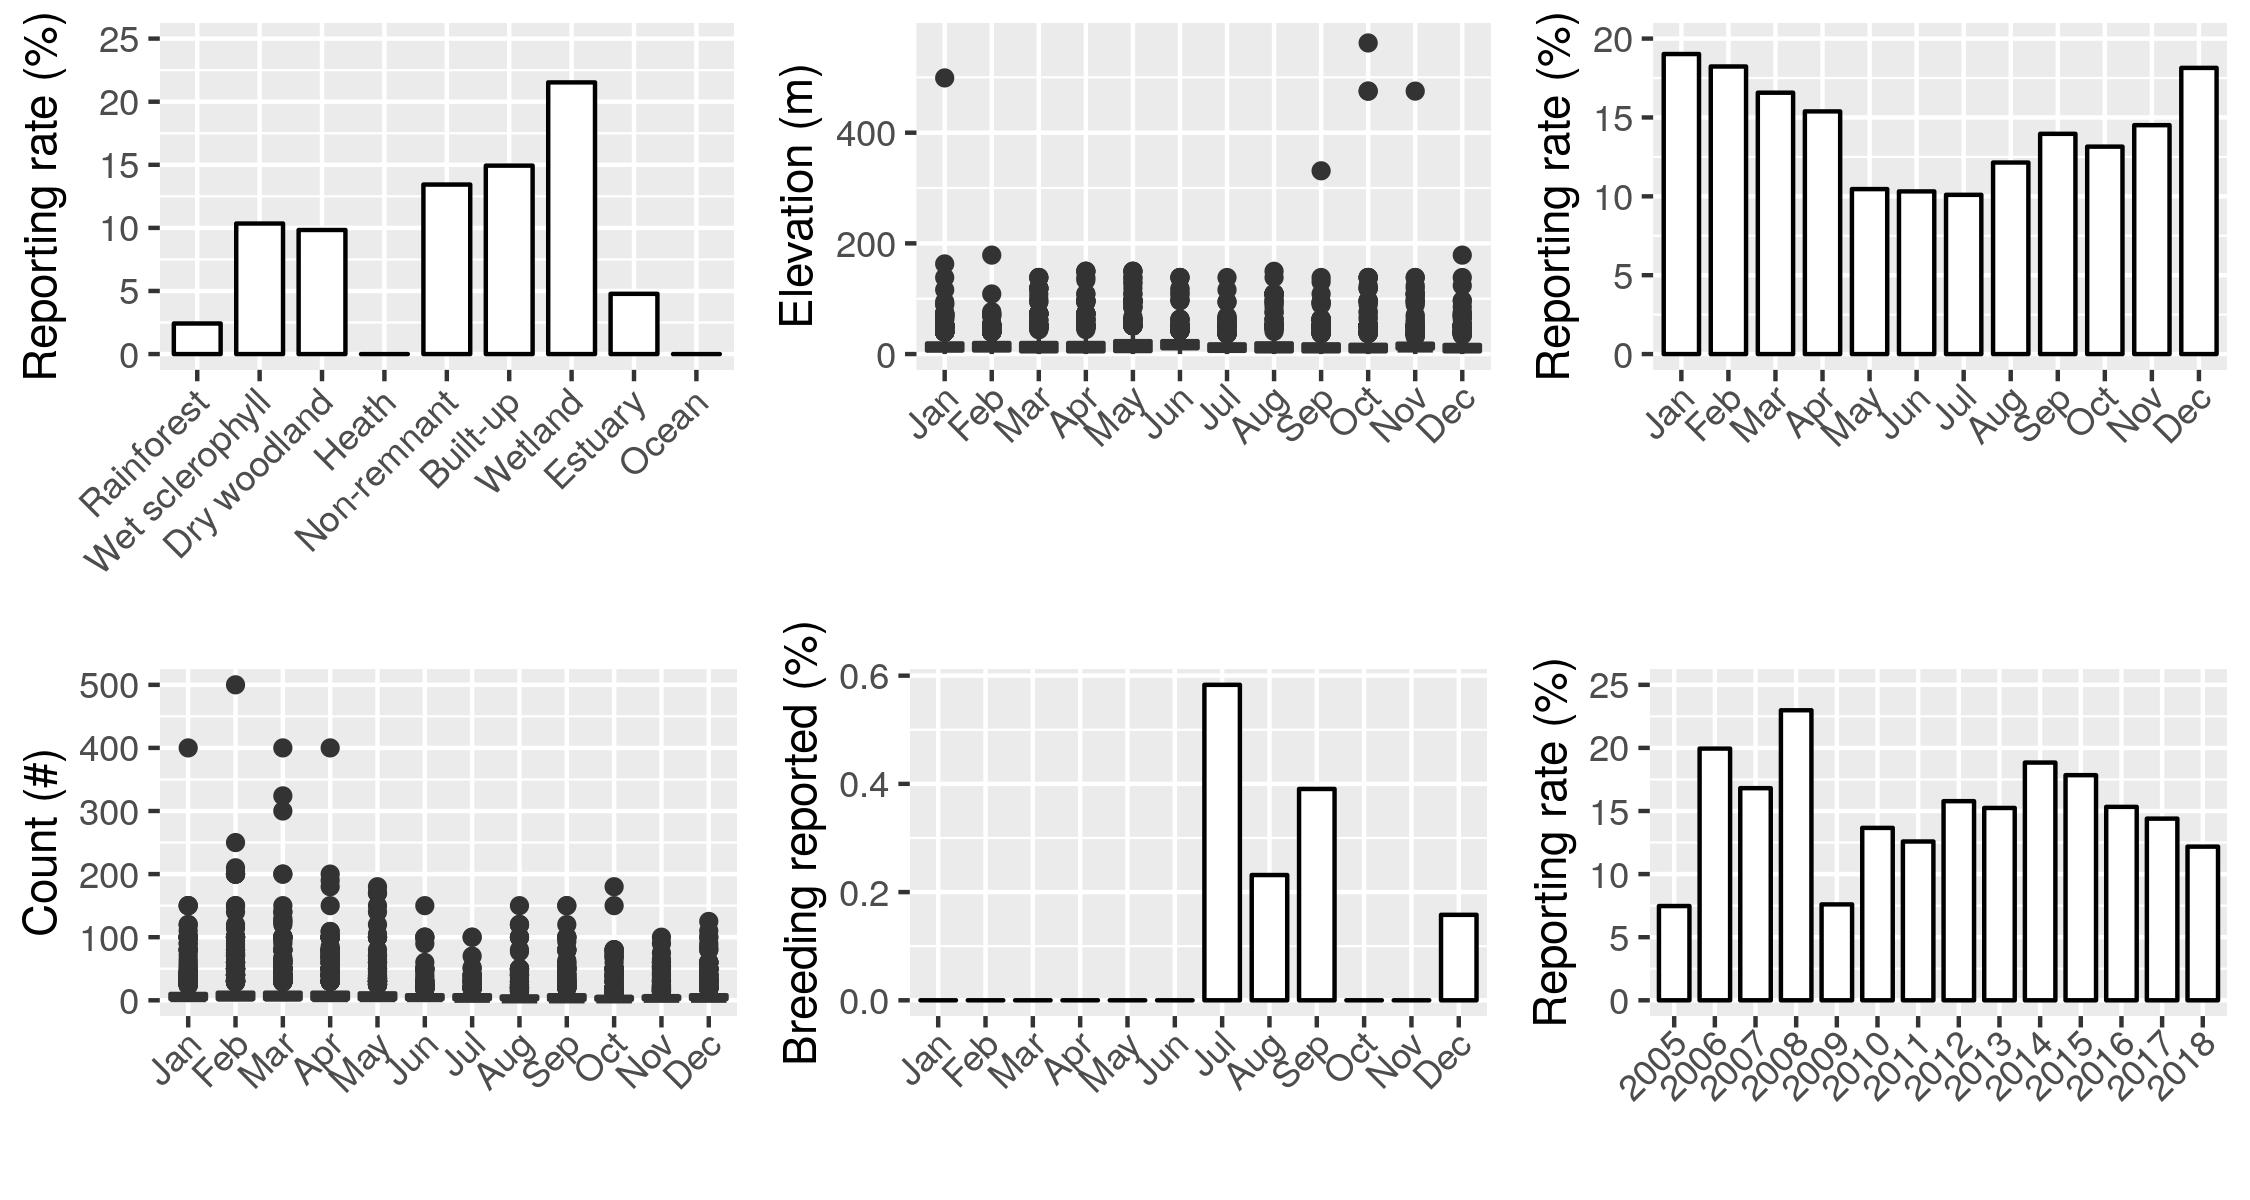 Reporting rate (%)
25
20
15
10
5
0
Rainforest
Wet sclerophyll
Dry woodland
Heath
Non-remnant
Built-up
Wetland
Estuary
Ocean
Elevation (m)
400
200
0
Jan
Feb
Mar
Apr
May
Jun
Jul
Aug
Sep
Oct
Nov
Dec
Reporting rate (%)
20
15
10
5
0
Jan
Feb
Mar
Apr
May
Jun
Jul
Aug
Sep
Oct
Nov
Dec
Count (#)
500
400
300
200
100
0
Jan
Feb
Mar
Apr
May
Jun
Jul
Aug
Sep
Oct
Nov
Dec
Breeding reported (%)
0.6
0.4
0.2
0.0
Jan
Feb
Mar
Apr
May
Jun
Jul
Aug
Sep
Oct
Nov
Dec
Reporting rate (%)
25
20
15
10
5
0
2005
2006
2007
2008
2009
2010
2011
2012
2013
2014
2015
2016
2017
2018